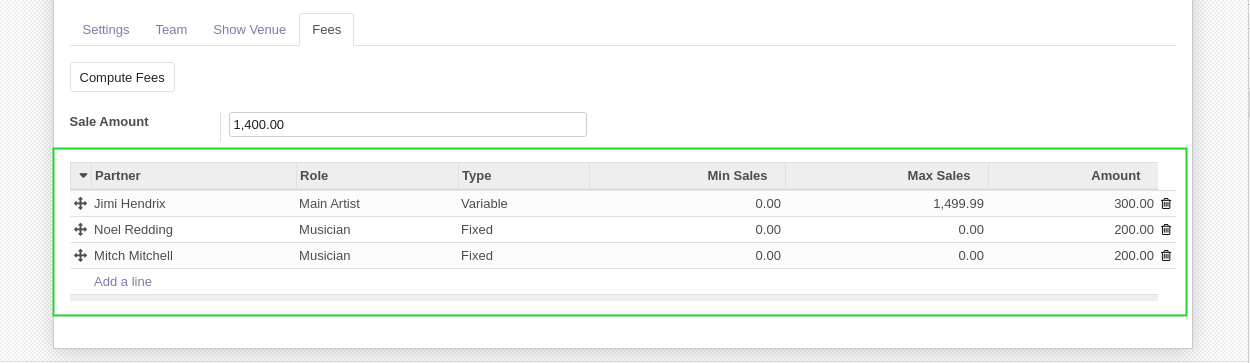 Settings Team Show Venue Fees
Compute Fees
Sale Amount 1,400.00
Partner Role Type Min Sales Max Sales Amount
Jimi Hendrix Main Artist Variable 0.00 1,499.99 300.00
Noel Redding Musician Fixed 0.00 0.00 200.00
Mitch Mitchell Musician Fixed 0.00 0.00 200.00
Add a line